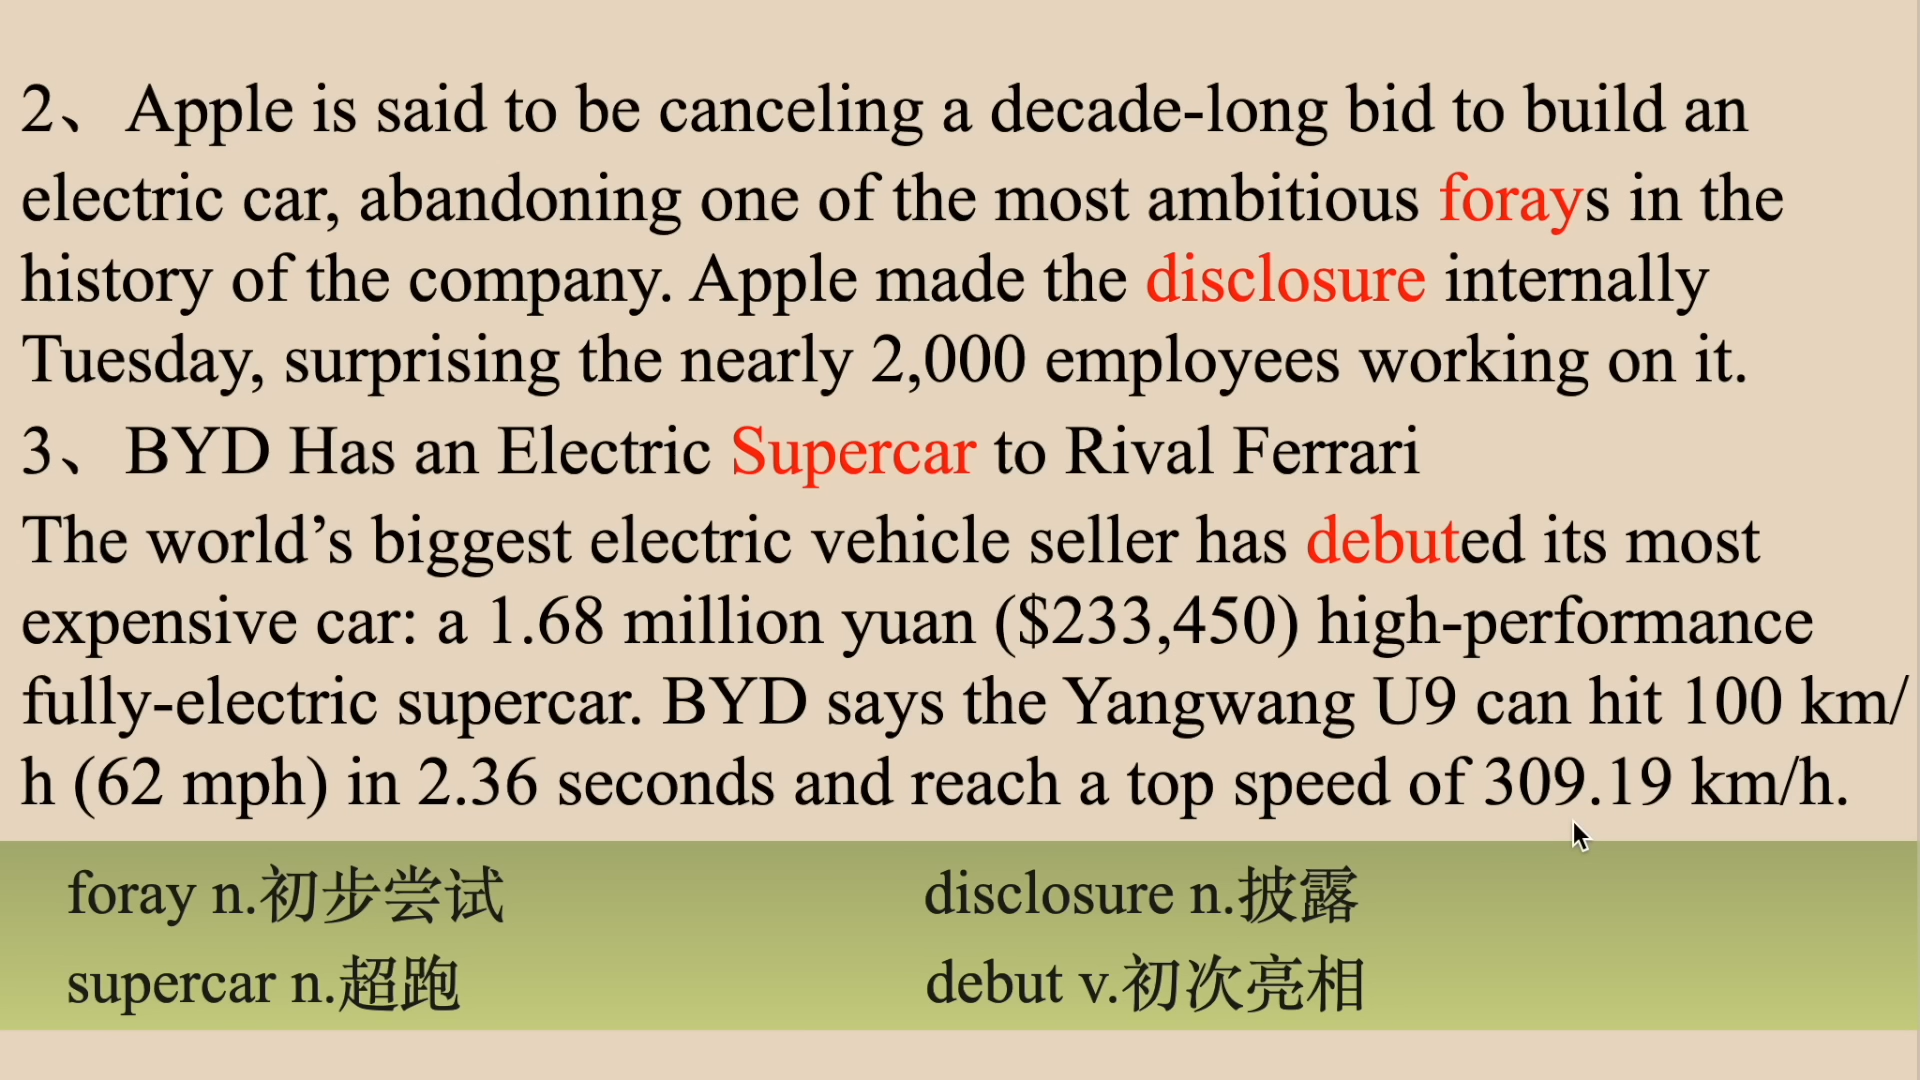 2、Apple is said to be canceling a decade-long bid to build an
electric car, abandoning one of the most ambitious forays in the
history of the company. Apple made the disclosure internally
Tuesday, surprising the nearly 2,000 employees working on it.
3、BYD Has an Electric Supercar to Rival Ferrari
The world’s biggest electric vehicle seller has debuted its most
expensive car: a 1.68 million yuan ($233,450) high-performance
fully-electric supercar. BYD says the Yangwang U9 can hit 100 km/
h (62 mph) in 2.36 seconds and reach a top speed of 309.19 km/h.
foray n.初步尝试 disclosure n.披露
supercar n.超跑 debut v.初次亮相